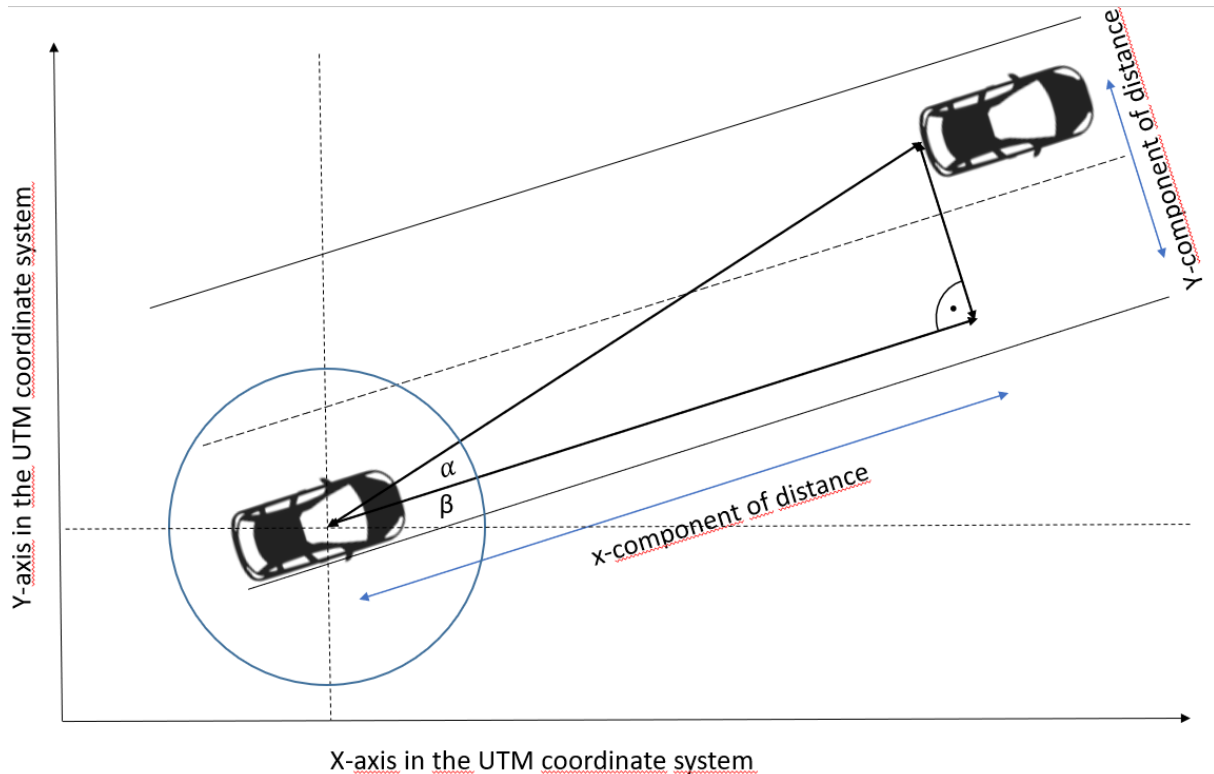 Y-component of distance
Y-axis in the UTM coordinate system
α
β
x-component of distance
X-axis in the UTM coordinate system